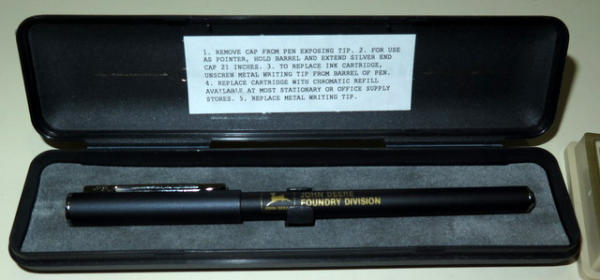 1. REMOVE CAP FROM PEN EXPOSING TIP. 2. FOR USE
AS POINTER, HOLD BARREL AND EXTEND SILVER END
CAP 21 INCHES. 3. TO REPLACE INK CARTRIDGE,
UNSCREW METAL WRITING TIP FROM BARREL OF PEN.
4. REPLACE CARTRIDGE WITH CHROMATIC REFILL
AVAILABLE AT MOST STATIONARY OR OFFICE SUPPLY
STORES. 5. REPLACE METAL WRITING TIP.
JOHN DEERE
JOHN DEERE
FOUNDRY DIVISION